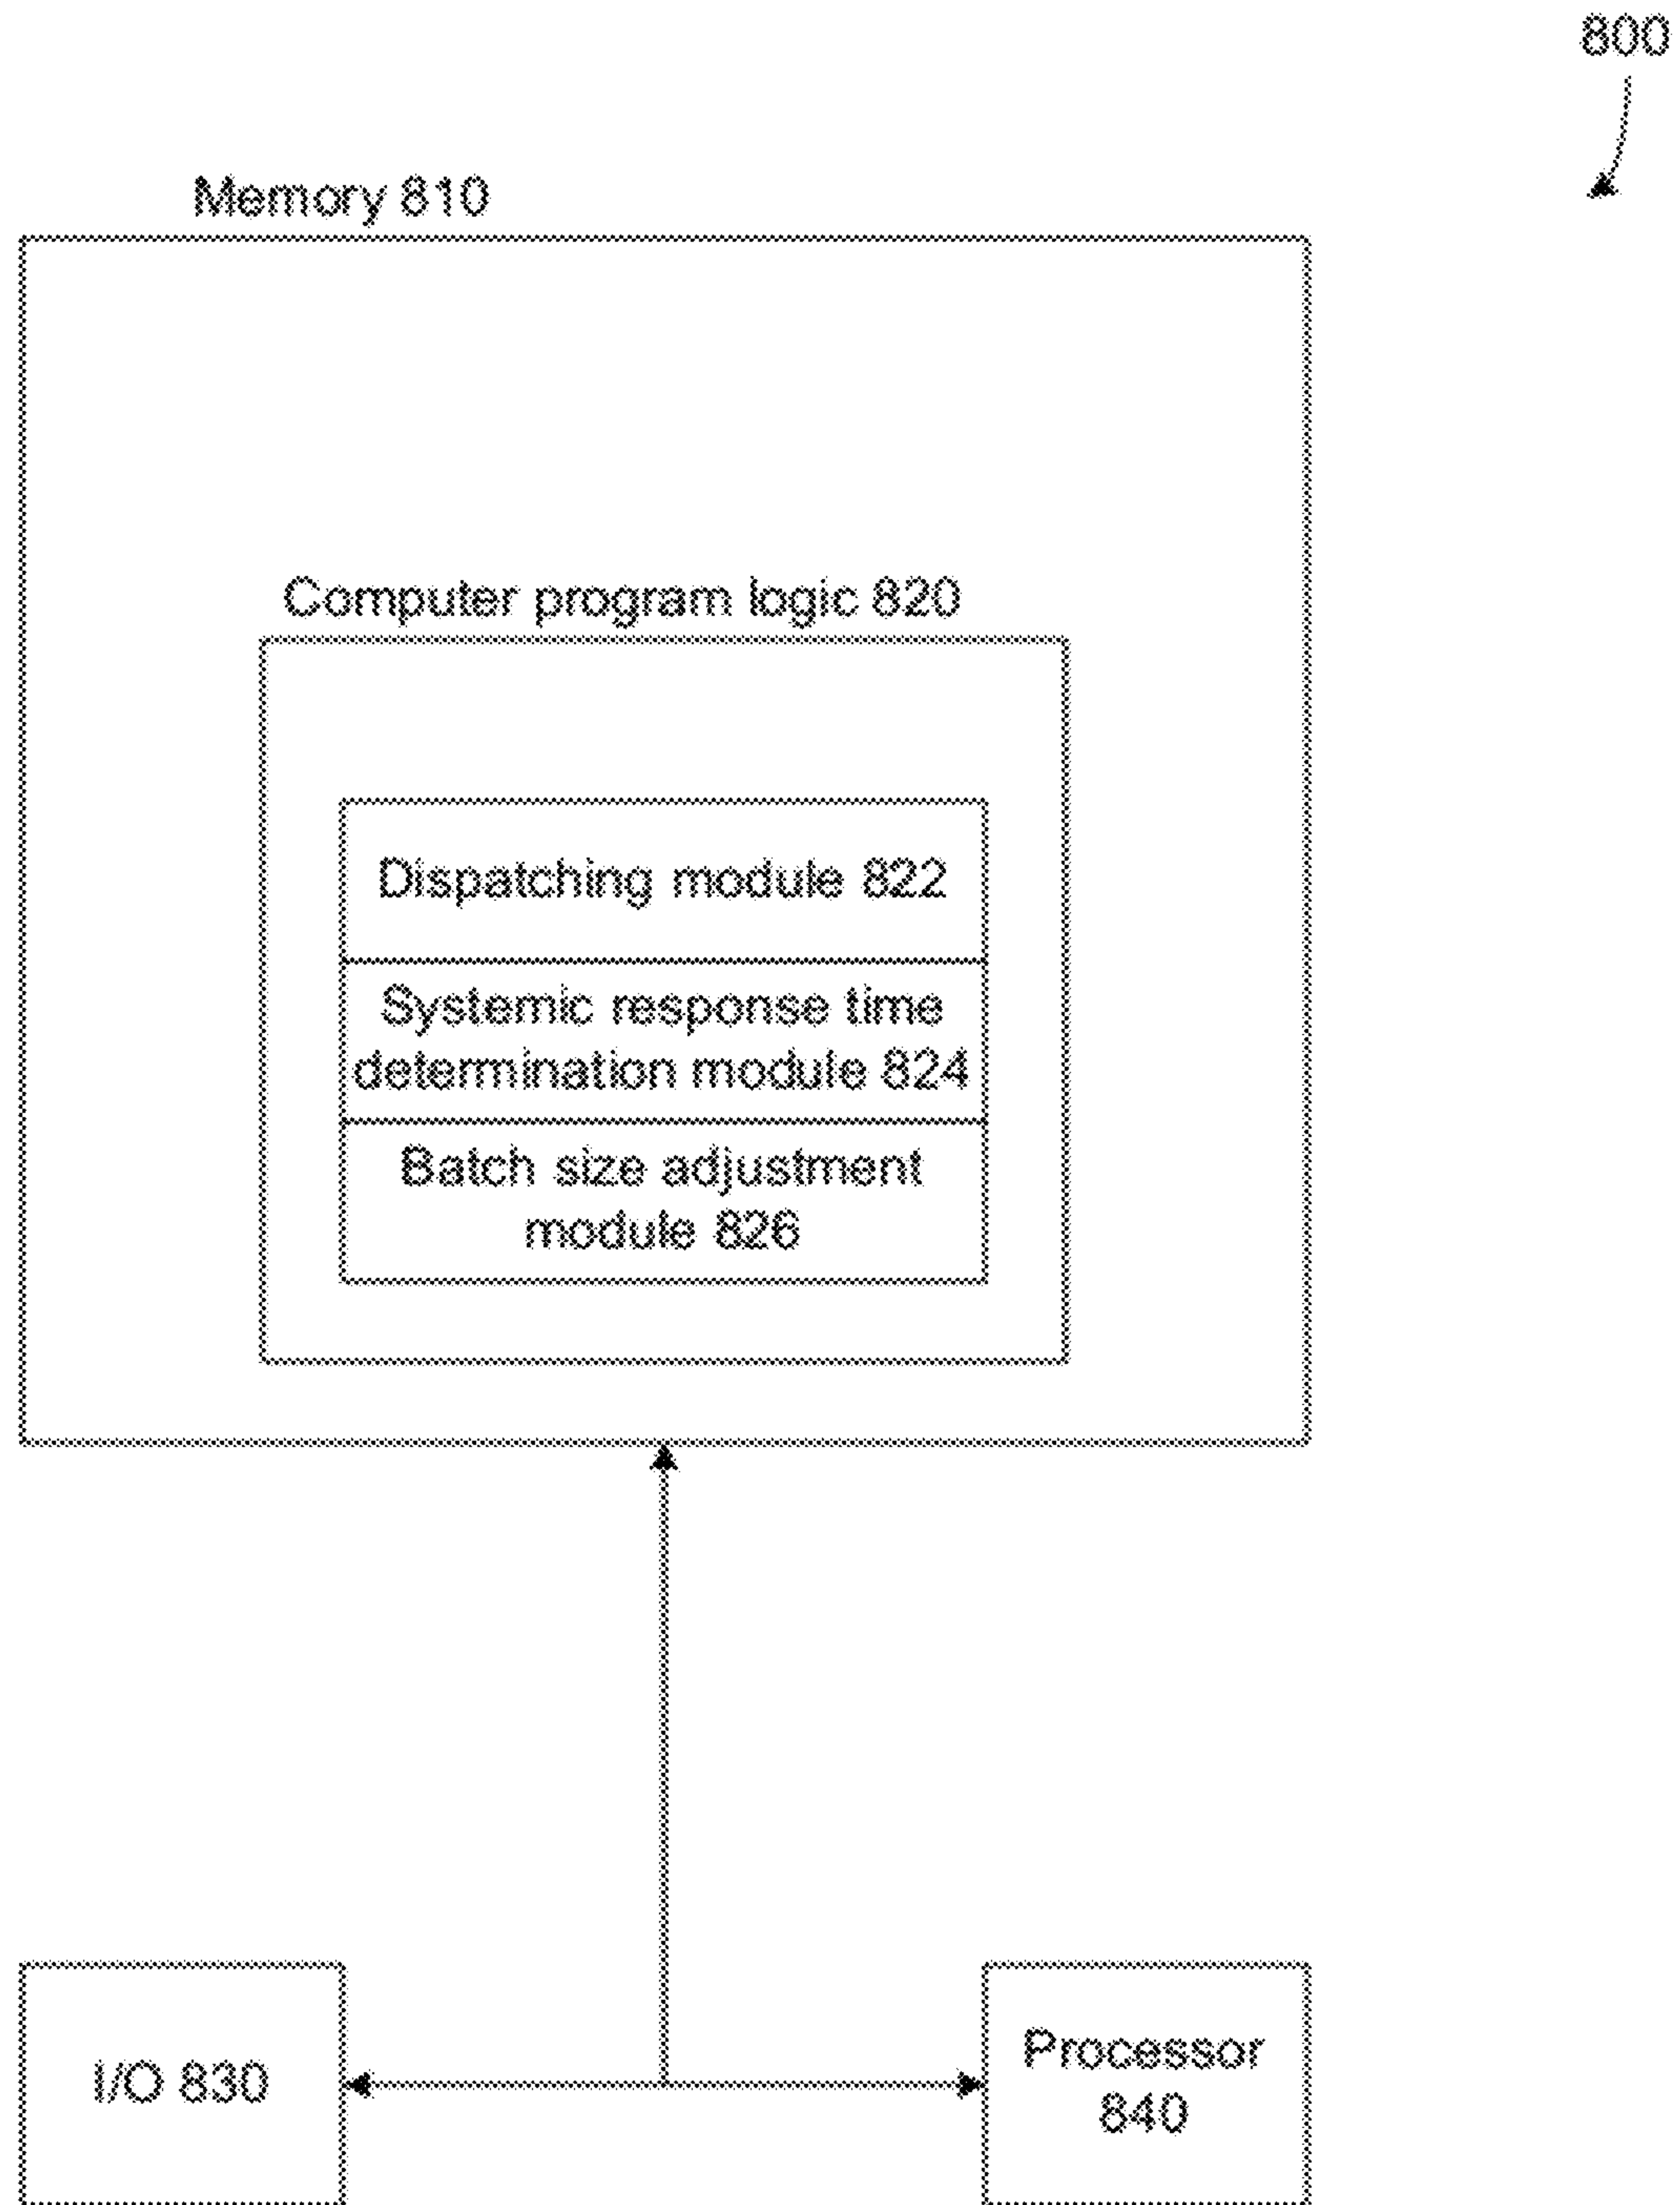 800
Memory 810
Computer program logic 820
Dispatching module 822
Systemic response time
determination module 824
Batch size adjustment
module 826
I/O 830
Processor
840